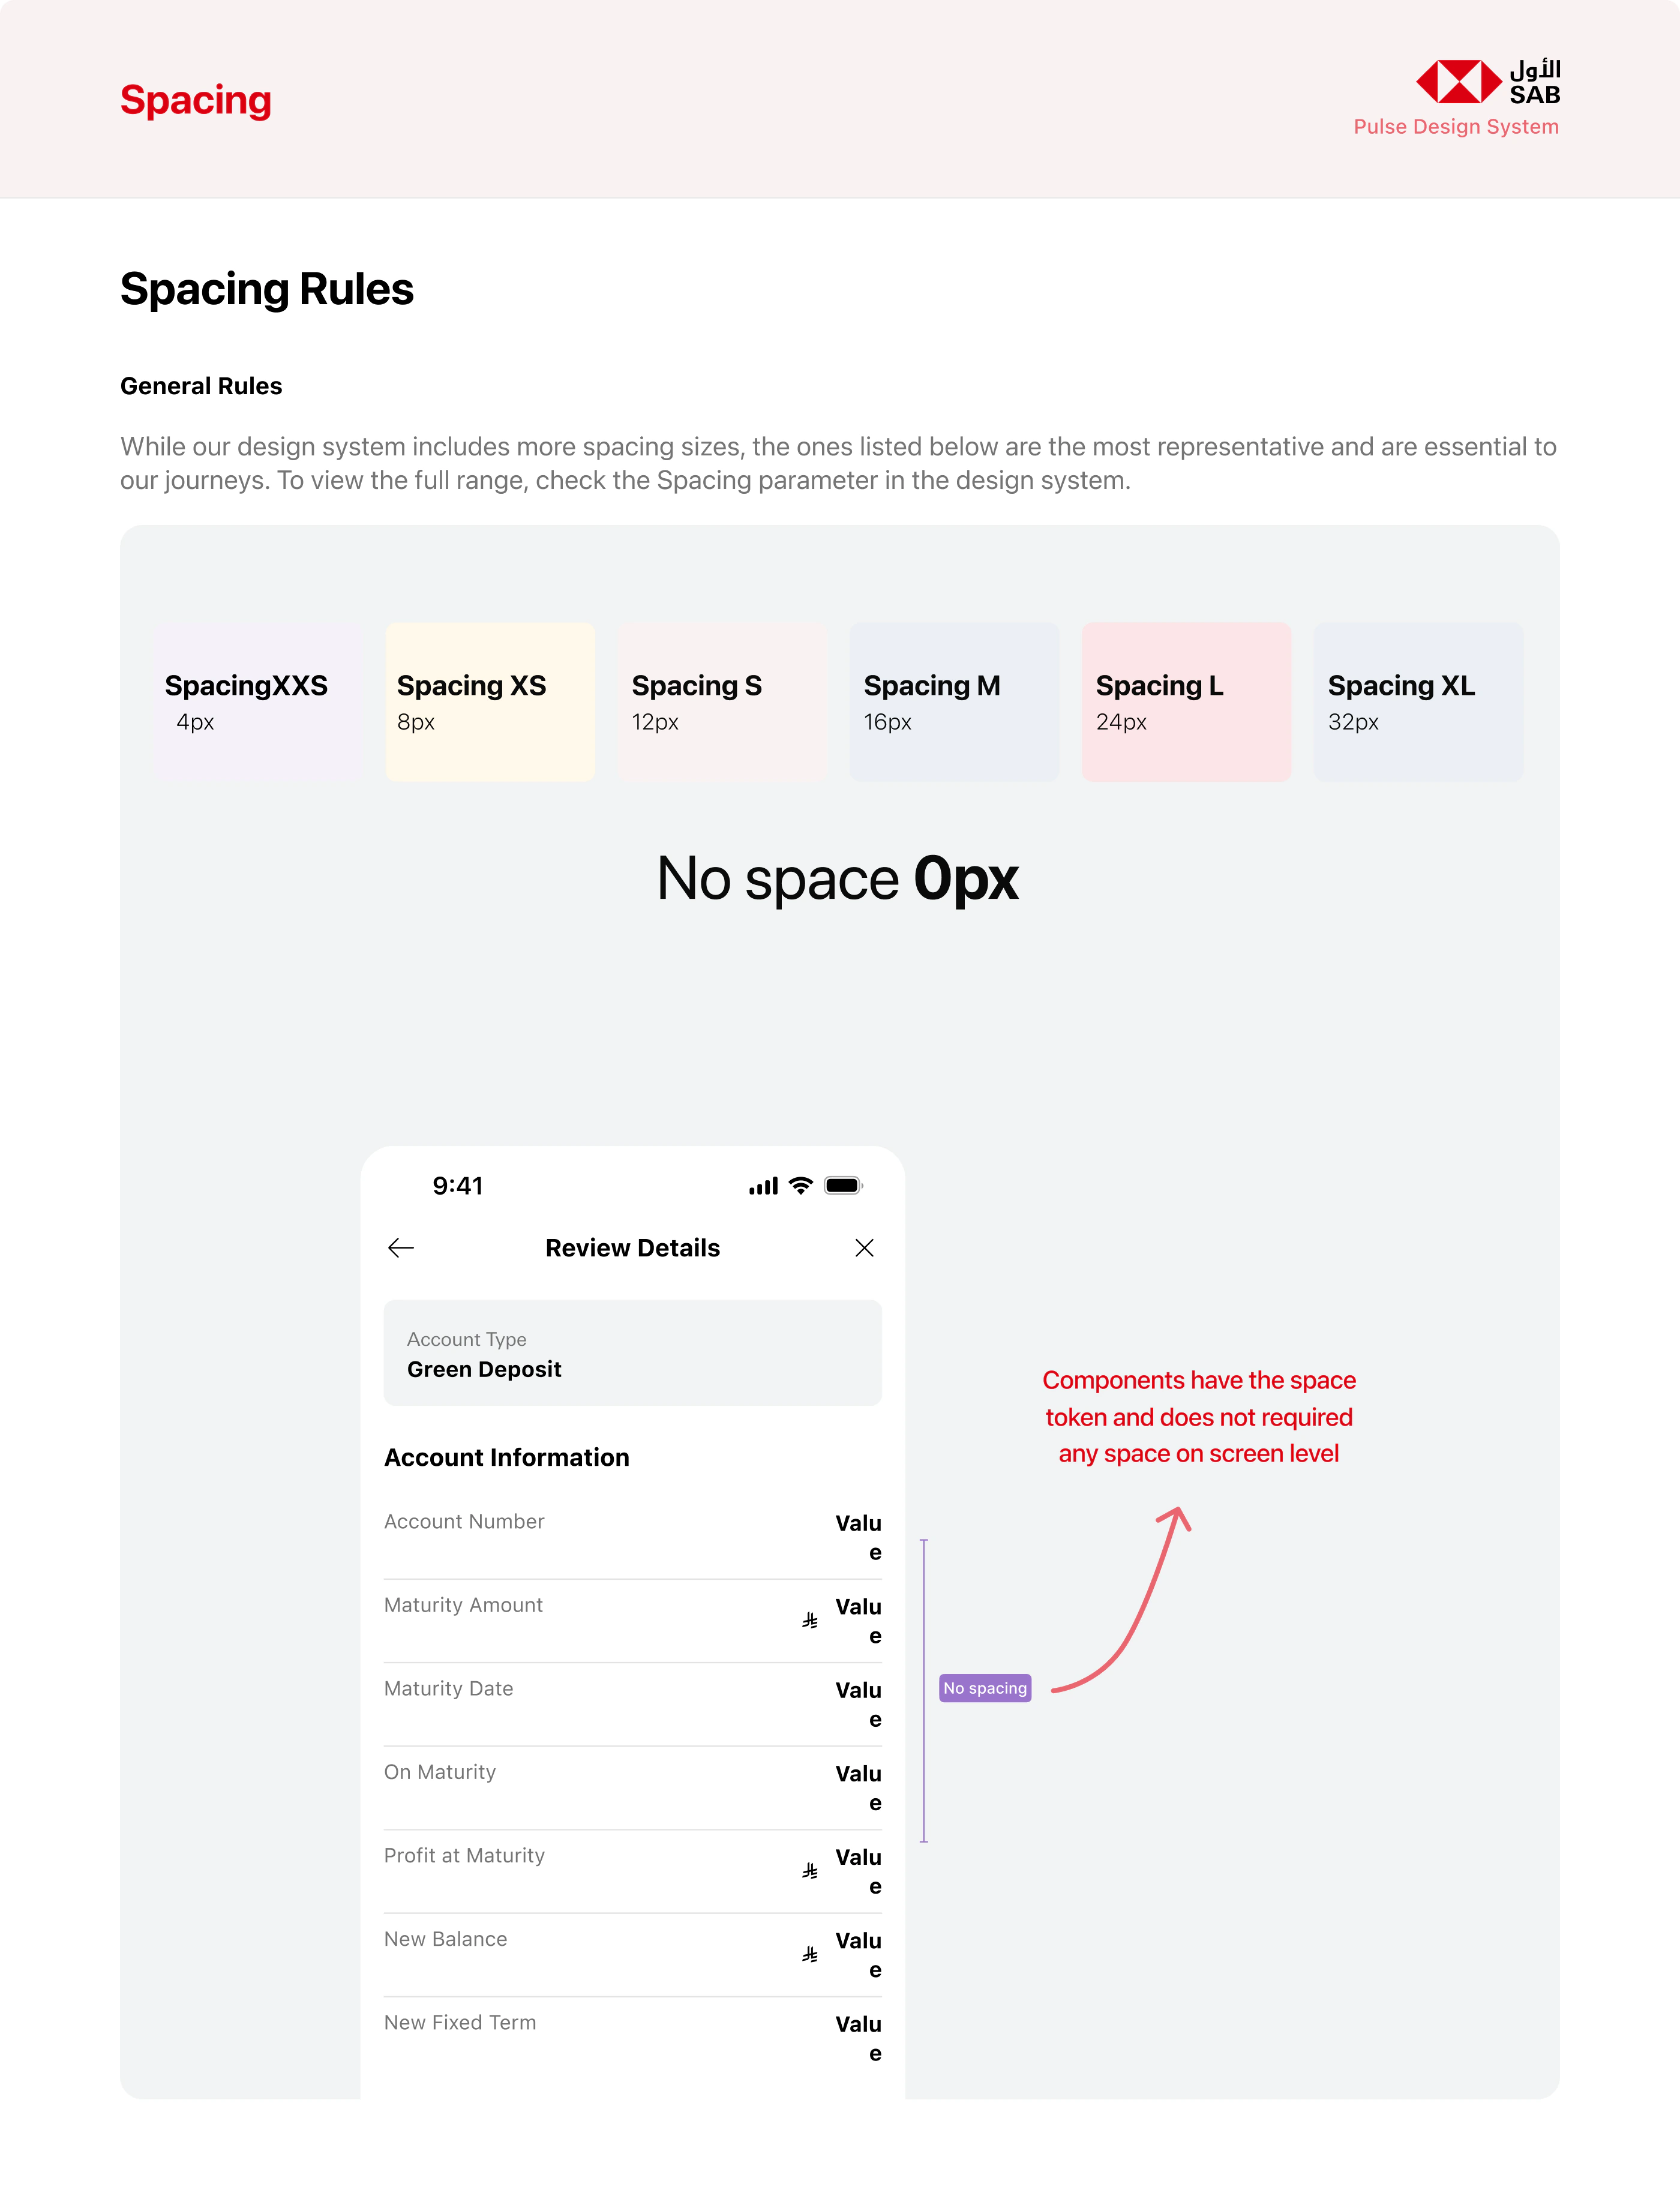 Spacing
الأول
SAB
Pulse Design System
Spacing Rules
General Rules
While our design system includes more spacing sizes, the ones listed below are the most representative and are essential to
our journeys. To view the full range, check the Spacing parameter in the design system.
SpacingXXS
4px
Spacing XS
8px
Spacing S
12px
Spacing M
16px
Spacing L
24px
Spacing XL
32px
No space 0px
9:41
Review Details
Account Type
Green Deposit
Components have the space
token and does not required
any space on screen level
Account Information
Account Number
Valu
e
Maturity Amount
Valu
e
Maturity Date
Valu
e
No spacing
On Maturity
Valu
e
Profit at Maturity
Valu
e
New Balance
Valu
e
New Fixed Term
Valu
e